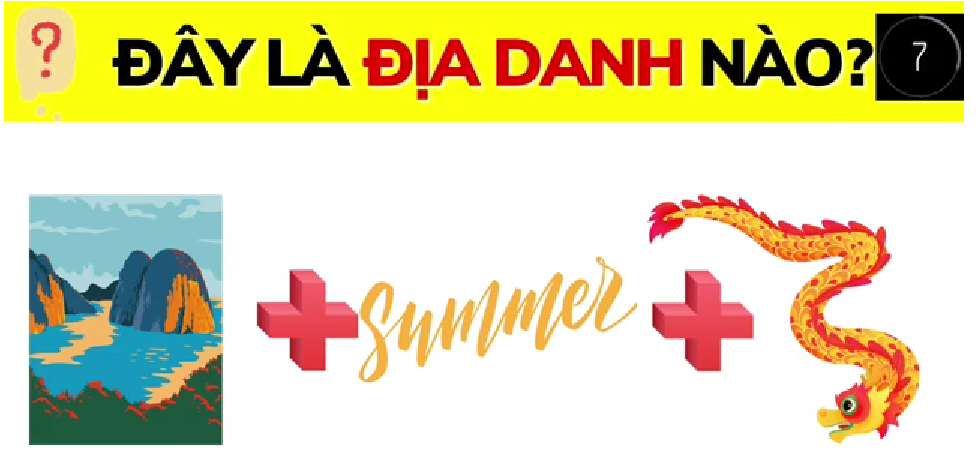 ?
ĐÂY LÀ ĐỊA DANH NÀO?
7
Summer